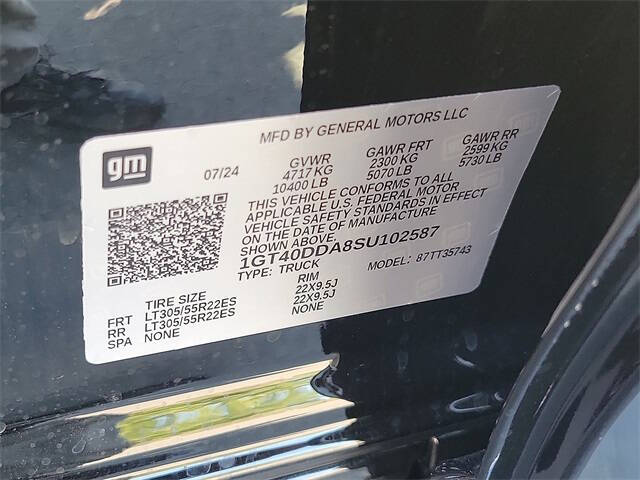 MFD BY GENERAL MOTORS LLC
gm
07/24
GVWR GAWR FRT GAWR RR
4717 KG 2300 KG 2599 KG
10400 LB 5070 LB 5730 LB
THIS VEHICLE CONFORMS TO ALL
APPLICABLE U.S. FEDERAL MOTOR
VEHICLE SAFETY STANDARDS IN EFFECT
ON THE DATE OF MANUFACTURE
SHOWN ABOVE.
1GT40DDA8SU102587
TYPE: TRUCK MODEL: 87TT35743
TIRE SIZE RIM
FRT LT305/55R22ES 22X9.5J
RR LT305/55R22ES 22X9.5J
SPA NONE NONE